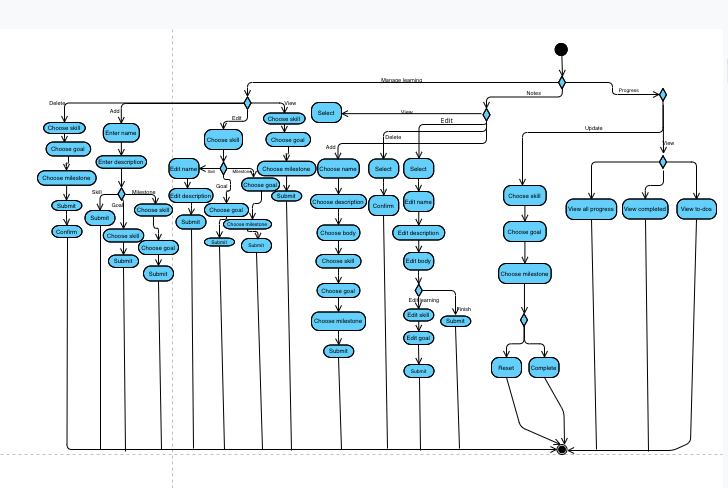 Manage learning
Notes
Progress
Delete
Add
Edit
View
Select
View
Edit
Delete
Add
Update
View
Choose skill
Choose goal
Choose milestone
Submit
Confirm
Enter name
Enter description
Skill
Milestone
Goal
Submit
Choose skill
Submit
Choose skill
Choose goal
Submit
Choose skill
Skill
Milestone
Goal
Edit name
Edit description
Submit
Choose goal
Submit
Choose goal
Choose milestone
Submit
Choose skill
Choose goal
Choose milestone
Submit
Choose name
Choose description
Choose body
Choose skill
Choose goal
Choose milestone
Submit
Select
Confirm
Select
Edit name
Edit description
Edit body
Edit learning
Finish
Edit skill
Edit goal
Submit
Submit
Choose skill
Choose goal
Choose milestone
Reset
Complete
View all progress
View completed
View to-dos